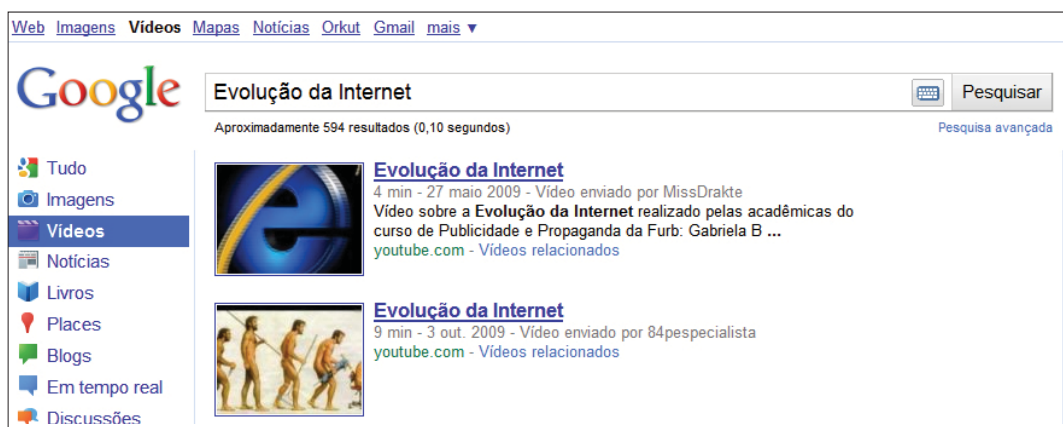 Web Imagens Vídeos Mapas Notícias Orkut Gmail mais ▼
Google
Evolução da Internet
Pesquisar
Aproximadamente 594 resultados (0,10 segundos)
Pesquisa avançada
Tudo
Imagens
Vídeos
Notícias
Livros
Places
Blogs
Em tempo real
Discussões
Evolução da Internet
4 min - 27 maio 2009 - Vídeo enviado por MissDrakte
Vídeo sobre a Evolução da Internet realizado pelas acadêmicas do
curso de Publicidade e Propaganda da Furb: Gabriela B ...
youtube.com - Vídeos relacionados
Evolução da Internet
9 min - 3 out. 2009 - Vídeo enviado por 84pespecialista
youtube.com - Vídeos relacionados